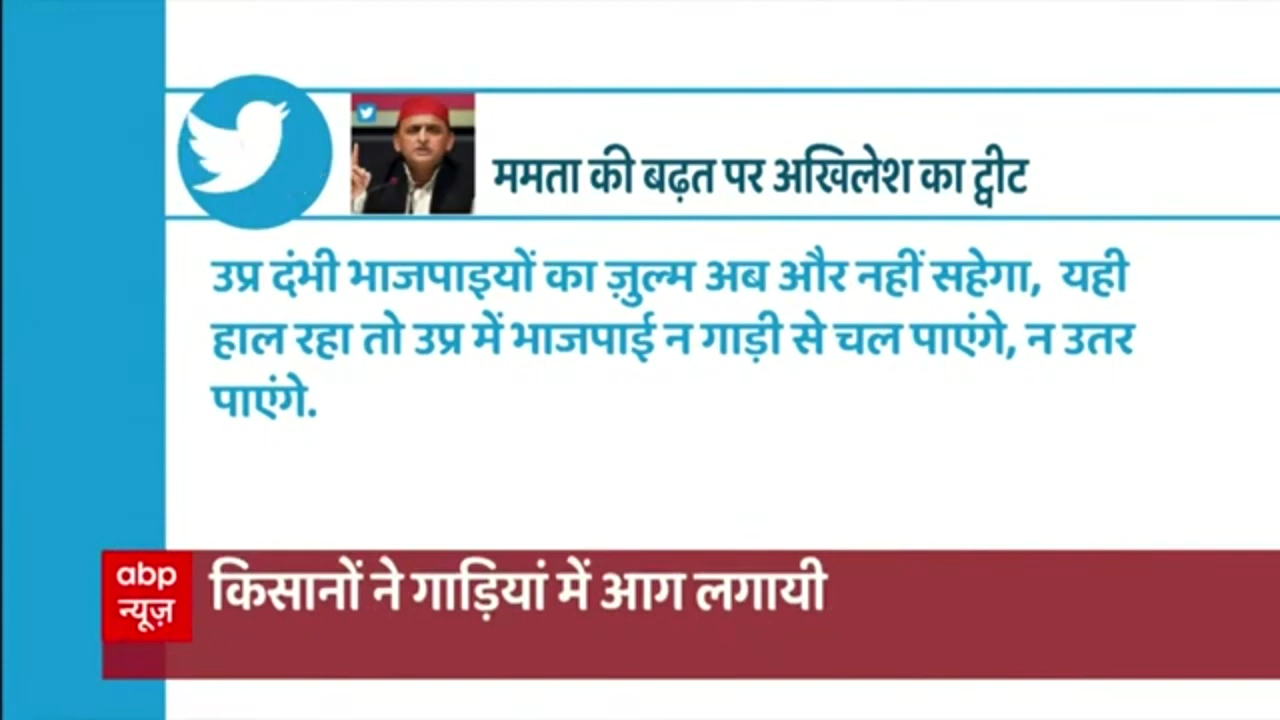 ममता की बढ़त पर अखिलेश का ट्वीट
उप्र दंभी भाजपाइयों का ज़ुल्म अब और नहीं सहेगा, यही
हाल रहा तो उप्र में भाजपाई न गाड़ी से चल पाएंगे, न उतर
पाएंगे.
abp
न्यूज़
किसानों ने गाड़ियां में आग लगायी